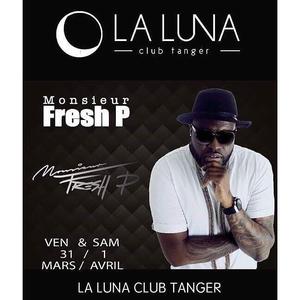 LA LUNA
club tanger
Monsieur
Fresh P
Monsieur
FRESH P
VEN & SAM
31 / 1
MARS / AVRIL
LA LUNA CLUB TANGER